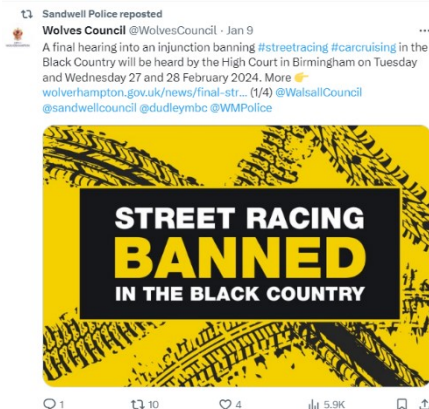 Sandwell Police reposted
Wolves Council @WolvesCouncil · Jan 9
A final hearing into an injunction banning #streetracing #carcruising in the
Black Country will be heard by the High Court in Birmingham on Tuesday
and Wednesday 27 and 28 February 2024. More 👉
wolverhampton.gov.uk/news/final-str... (1/4) @WalsallCouncil
@sandwellcouncil @dudleymbc @WMPolice
STREET RACING
BANNED
IN THE BLACK COUNTRY
1 10 4 5.9K